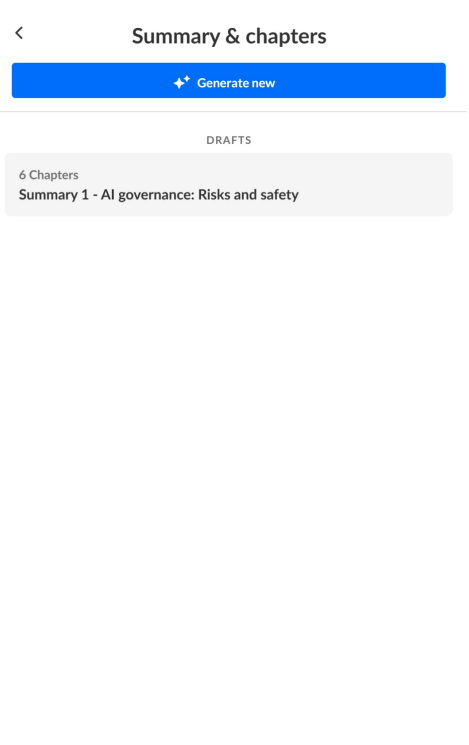 Summary & chapters
Generate new
DRAFTS
6 Chapters
Summary 1 - AI governance: Risks and safety